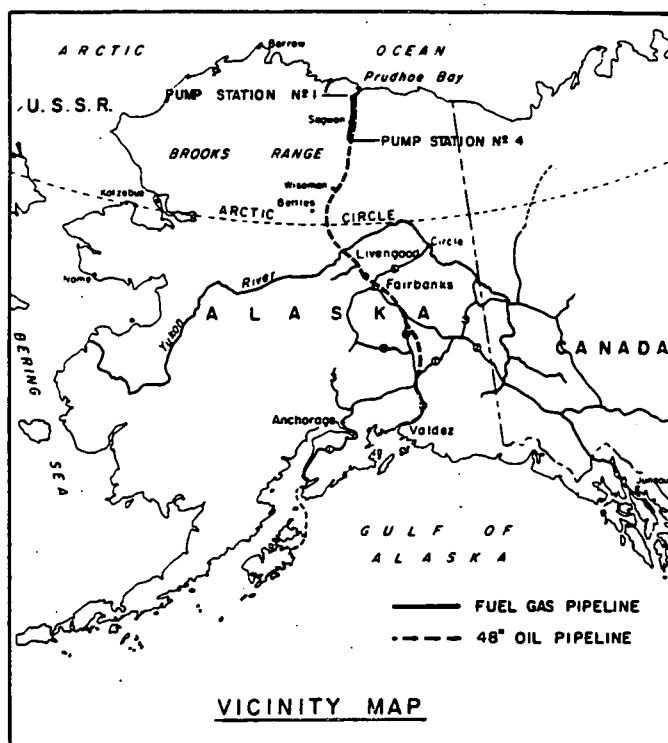 ARCTIC OCEAN
Barrow
Prudhoe Bay
PUMP STATION Nº 1
U.S.S.R.
Sagwon
PUMP STATION Nº 4
BROOKS RANGE
Wiseman
Kotzebue
Bettles
ARCTIC CIRCLE
Circle
Livengood
Nome
River
Fairbanks
Yukon
ALASKA
CANADA
BERING SEA
Anchorage
Valdez
Juneau
GULF OF
ALASKA
FUEL GAS PIPELINE
48" OIL PIPELINE
VICINITY MAP